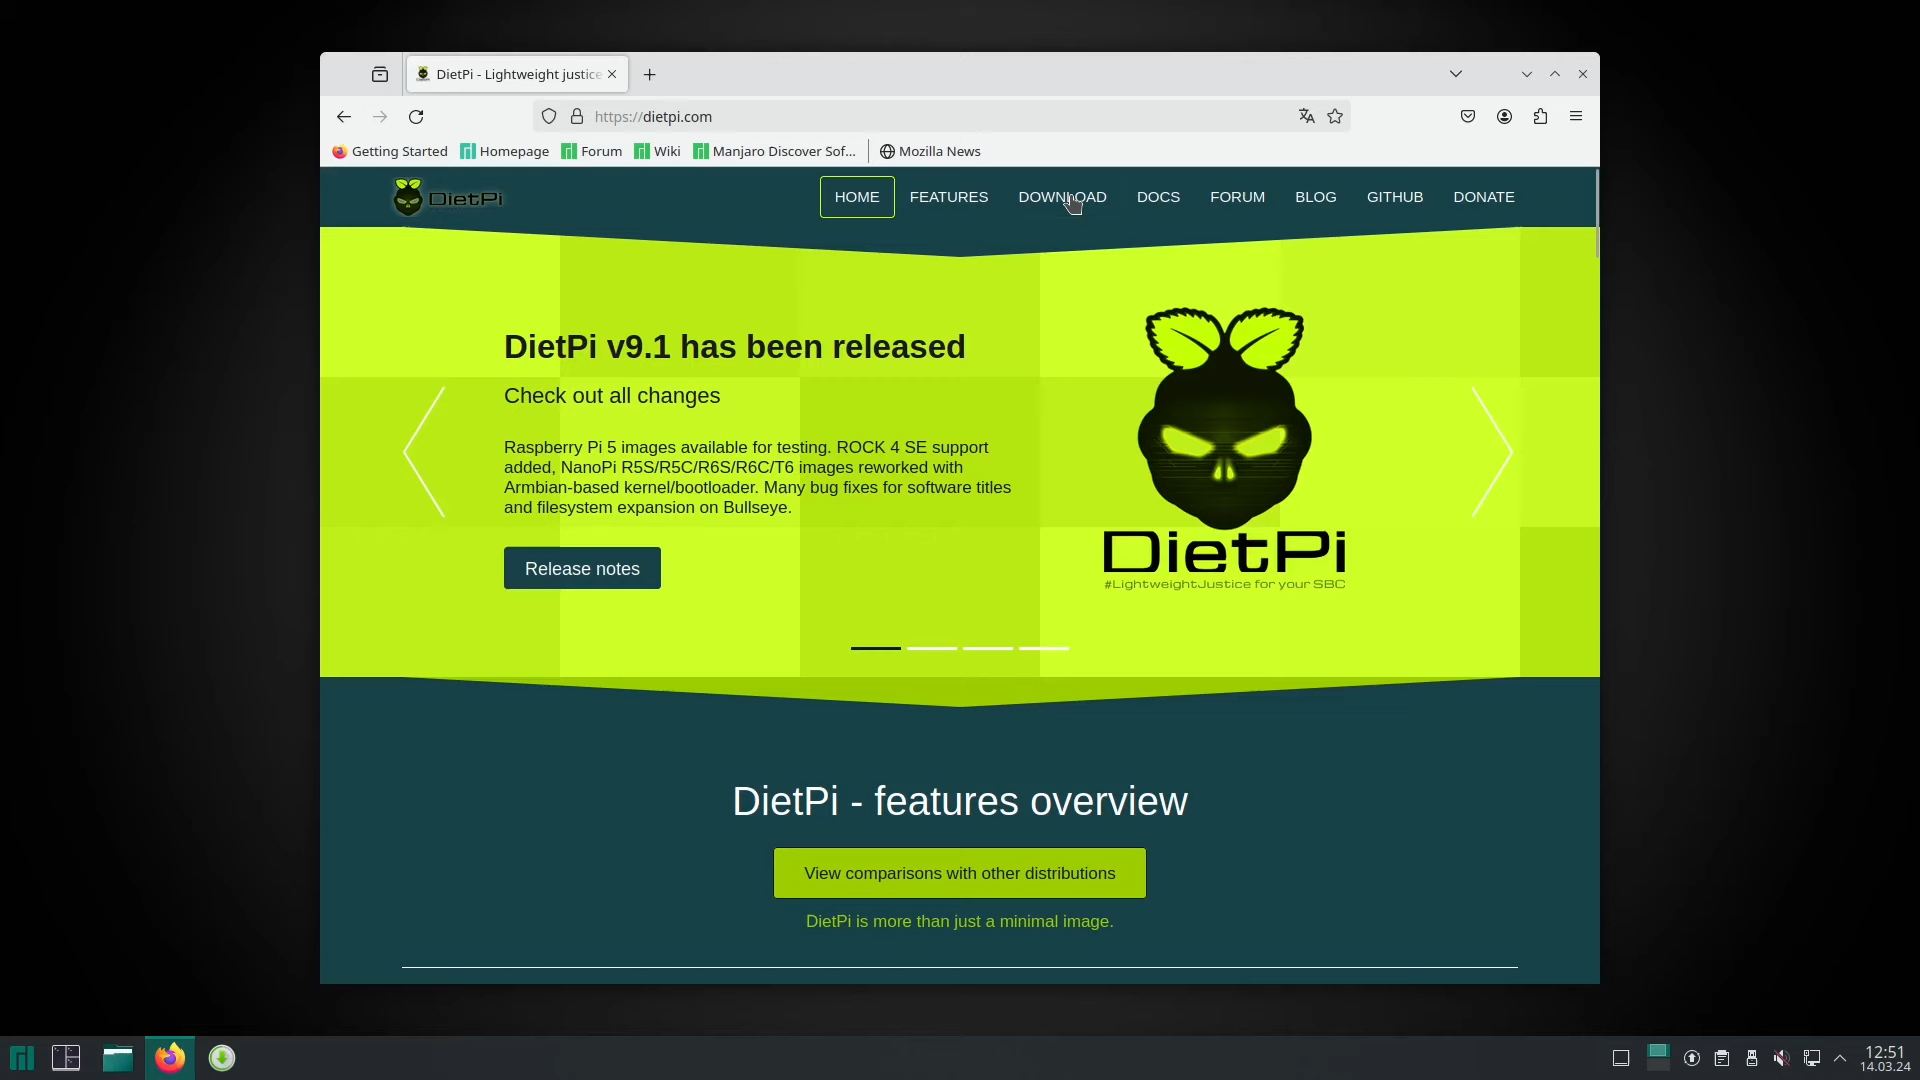 DietPi - Lightweight justice
https://dietpi.com
Getting Started
Homepage
Forum
Wiki
Manjaro Discover Sof...
Mozilla News
DietPi
HOME
FEATURES
DOWNLOAD
DOCS
FORUM
BLOG
GITHUB
DONATE
DietPi v9.1 has been released
Check out all changes
Raspberry Pi 5 images available for testing. ROCK 4 SE support
added, NanoPi R5S/R5C/R6S/R6C/T6 images reworked with
Armbian-based kernel/bootloader. Many bug fixes for software titles
and filesystem expansion on Bullseye.
Release notes
DietPi
#LightweightJustice for your SBC
DietPi - features overview
View comparisons with other distributions
DietPi is more than just a minimal image.
12:51
14.03.24